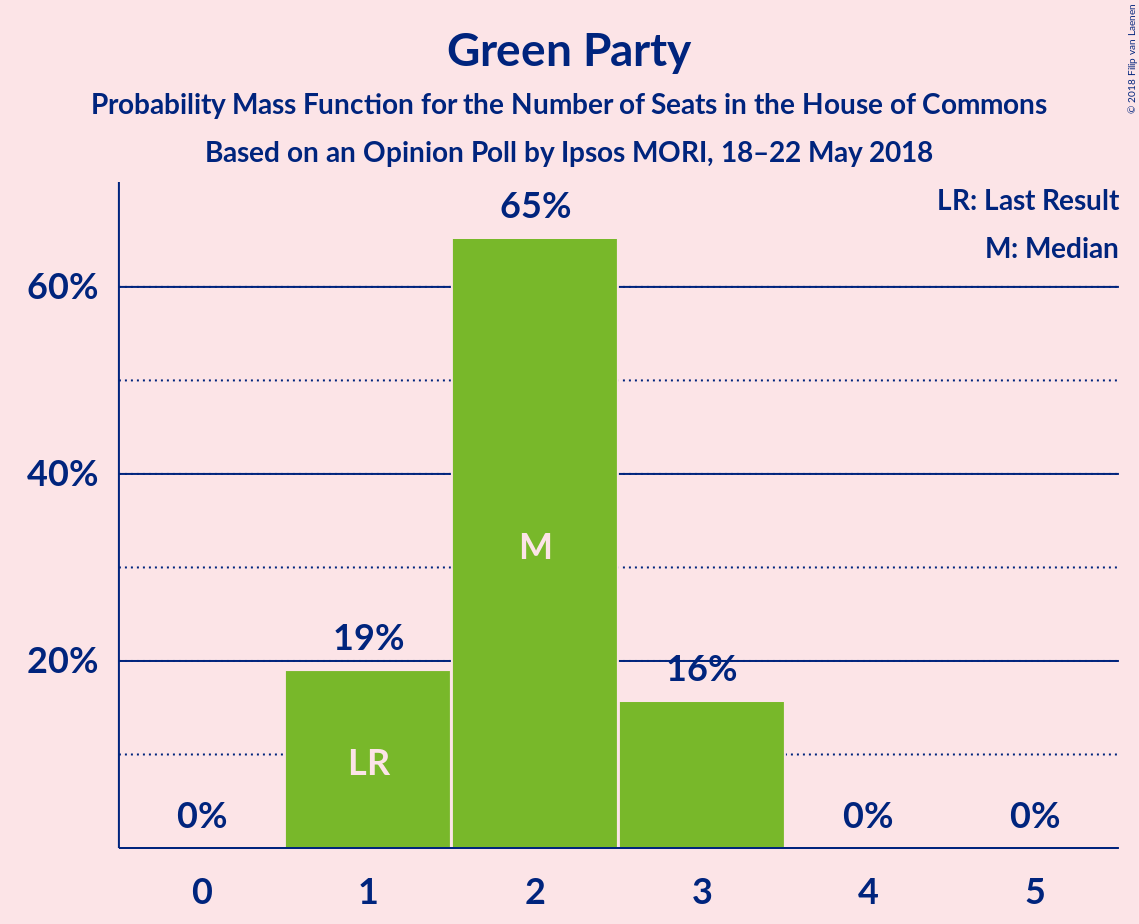 Green Party
Probability Mass Function for the Number of Seats in the House of Commons
Based on an Opinion Poll by Ipsos MORI, 18–22 May 2018
© 2018 Filip van Laenen
LR: Last Result
M: Median
65%
60%
40%
M
19%
20%
16%
LR
0%
0%
0%
0
1
2
3
4
5